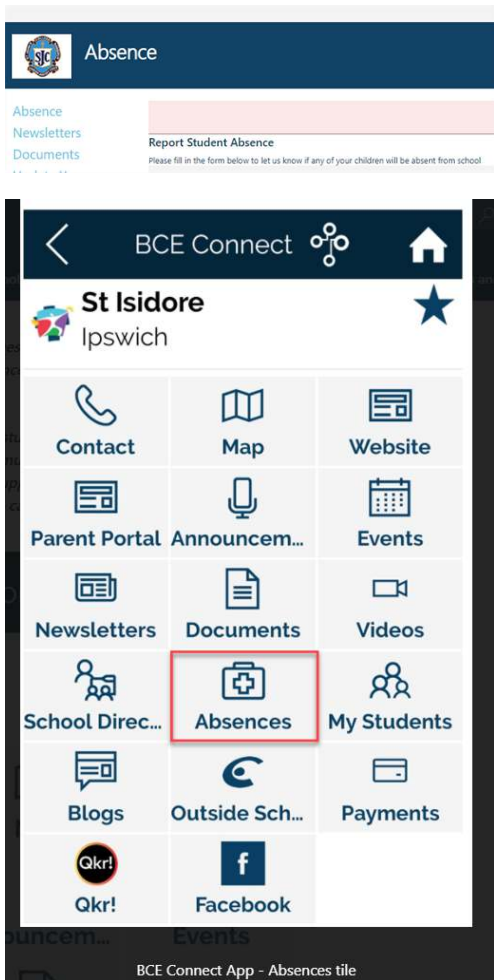 SJC
Absence
Absence
Newsletters
Documents
Report Student Absence
Please fill in the form below to let us know if any of your children will be absent from school
BCE Connect
St Isidore
Ipswich
Contact Map Website
Parent Portal Announcem... Events
Newsletters Documents Videos
School Direc... Absences My Students
Blogs Outside Sch... Payments
Qkr!
Qkr! Facebook
f
ouncem... Events
BCE Connect App - Absences tile